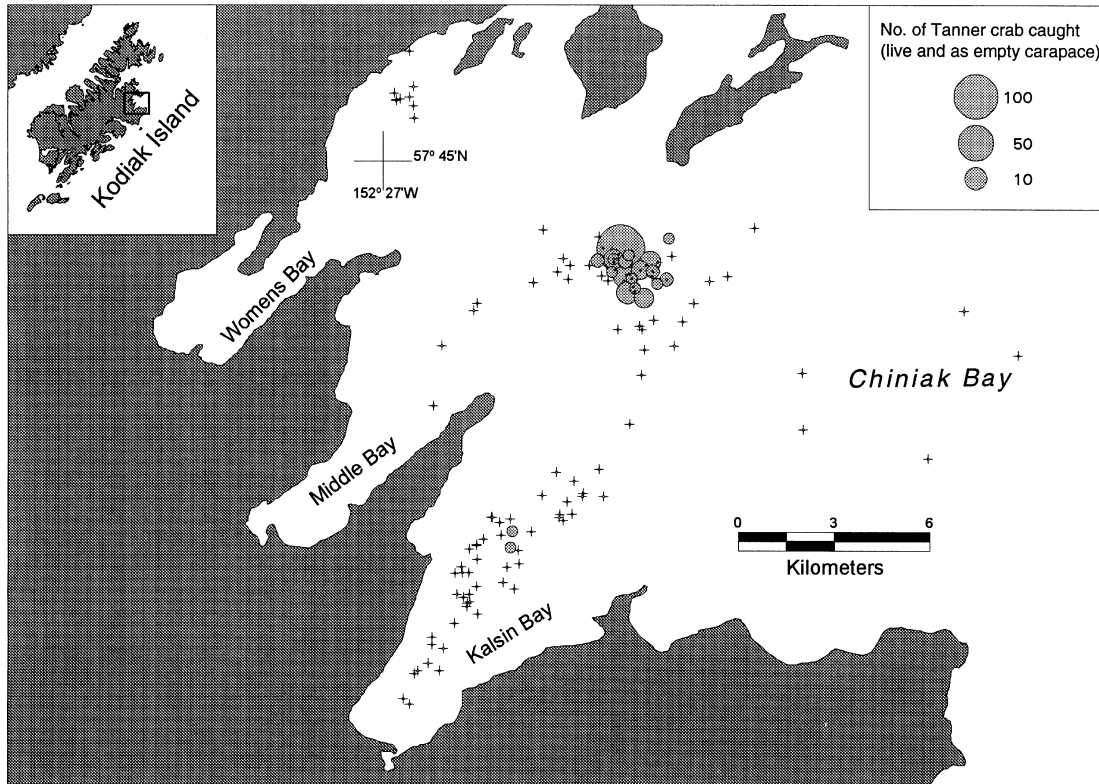 No. of Tanner crab caught
(live and as empty carapace)
100
50
10
Kodiak Island
57° 45'N
152° 27'W
Womens Bay
Chiniak Bay
Middle Bay
0 3 6
Kilometers
Kalsin Bay